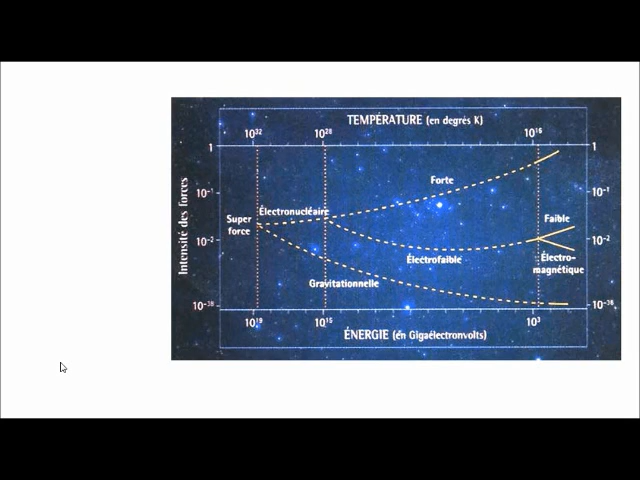 TEMPÉRATURE (en degrés K)
10³² 10²⁸ 10¹⁶
1 1
10⁻¹ 10⁻¹
10⁻² 10⁻²
10⁻³⁸ 10⁻³⁸
Intensité des forces
Super
force
Électronucléaire
Forte
Électrofaible
Gravitationnelle
Faible
Électro-
magnétique
10¹⁹ 10¹⁵ 10³
ÉNERGIE (en Gigaélectronvolts)